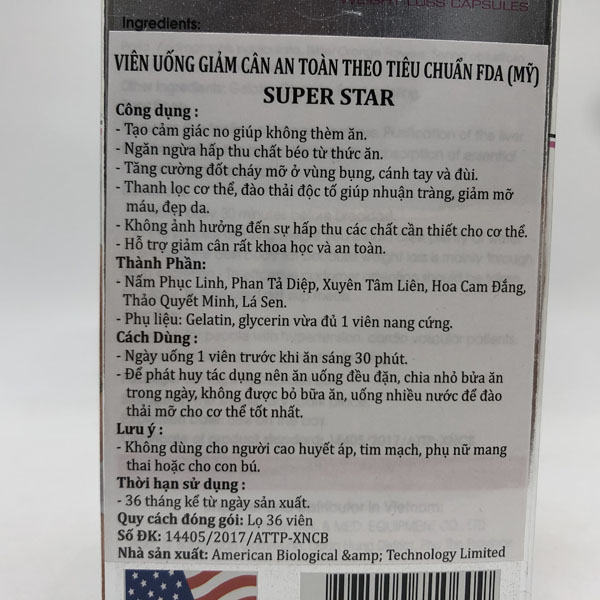 WEIGHT LOSS CAPSULES
Ingredients:
VIÊN UỐNG GIẢM CÂN AN TOÀN THEO TIÊU CHUẨN FDA (MỸ)
SUPER STAR
Công dụng :
- Tạo cảm giác no giúp không thèm ăn.
- Ngăn ngừa hấp thu chất béo từ thức ăn.
- Tăng cường đốt cháy mỡ ở vùng bụng, cánh tay và đùi.
- Thanh lọc cơ thể, đào thải độc tố giúp nhuận tràng, giảm mỡ
máu, đẹp da.
- Không ảnh hưởng đến sự hấp thu các chất cần thiết cho cơ thể.
- Hỗ trợ giảm cân rất khoa học và an toàn.
Thành Phần:
- Nấm Phục Linh, Phan Tả Diệp, Xuyên Tâm Liên, Hoa Cam Đắng,
Thảo Quyết Minh, Lá Sen.
- Phụ liệu: Gelatin, glycerin vừa đủ 1 viên nang cứng.
Cách Dùng :
- Ngày uống 1 viên trước khi ăn sáng 30 phút.
- Để phát huy tác dụng nên ăn uống đều đặn, chia nhỏ bửa ăn
trong ngày, không được bỏ bữa ăn, uống nhiều nước để đào
thải mỡ cho cơ thể tốt nhất.
Lưu ý :
- Không dùng cho người cao huyết áp, tim mạch, phụ nữ mang
thai hoặc cho con bú.
Thời hạn sử dụng :
- 36 tháng kể từ ngày sản xuất.
Quy cách đóng gói: Lọ 36 viên
Số ĐK: 14405/2017/ATTP-XNCB
Nhà sản xuất: American Biological &amp; Technology Limited